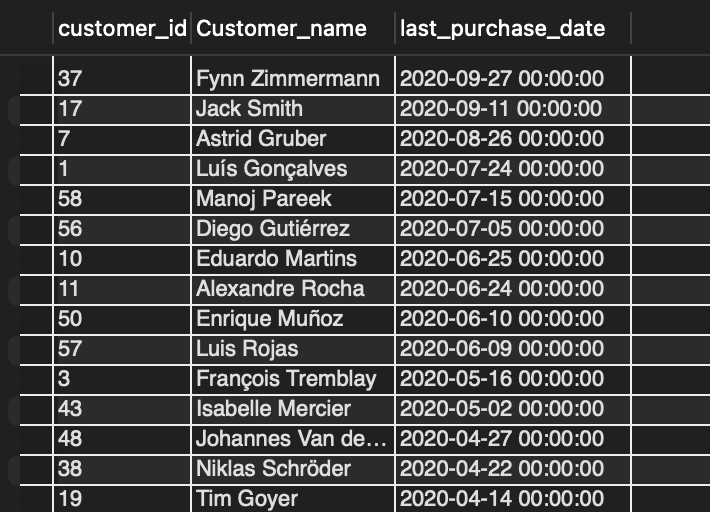 customer_id Customer_name last_purchase_date
37 Fynn Zimmermann 2020-09-27 00:00:00
17 Jack Smith 2020-09-11 00:00:00
7 Astrid Gruber 2020-08-26 00:00:00
1 Luís Gonçalves 2020-07-24 00:00:00
58 Manoj Pareek 2020-07-15 00:00:00
56 Diego Gutiérrez 2020-07-05 00:00:00
10 Eduardo Martins 2020-06-25 00:00:00
11 Alexandre Rocha 2020-06-24 00:00:00
50 Enrique Muñoz 2020-06-10 00:00:00
57 Luis Rojas 2020-06-09 00:00:00
3 François Tremblay 2020-05-16 00:00:00
43 Isabelle Mercier 2020-05-02 00:00:00
48 Johannes Van de… 2020-04-27 00:00:00
38 Niklas Schröder 2020-04-22 00:00:00
19 Tim Goyer 2020-04-14 00:00:00